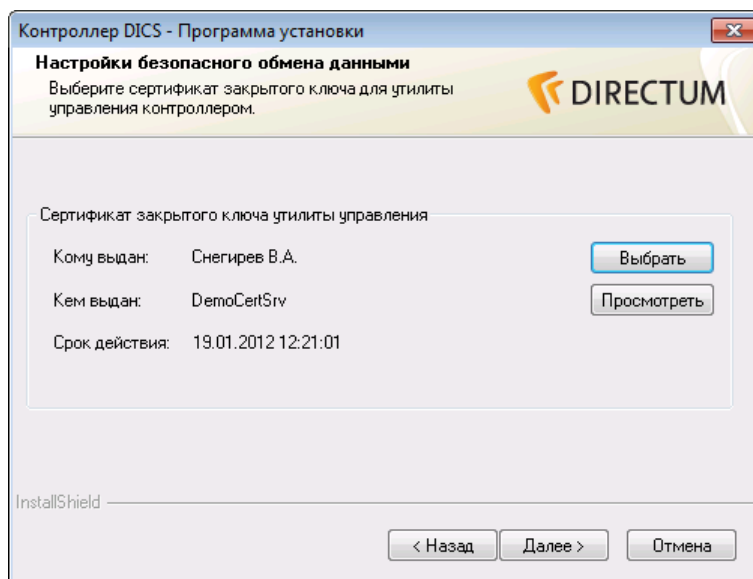 Контроллер DICS - Программа установки
Настройки безопасного обмена данными
Выберите сертификат закрытого ключа для утилиты
управления контроллером.
DIRECTUM
Сертификат закрытого ключа утилиты управления
Кому выдан: Снегирев В.А. Выбрать
Кем выдан: DemoCertSrv Просмотреть
Срок действия: 19.01.2012 12:21:01
InstallShield
< Назад Далее > Отмена